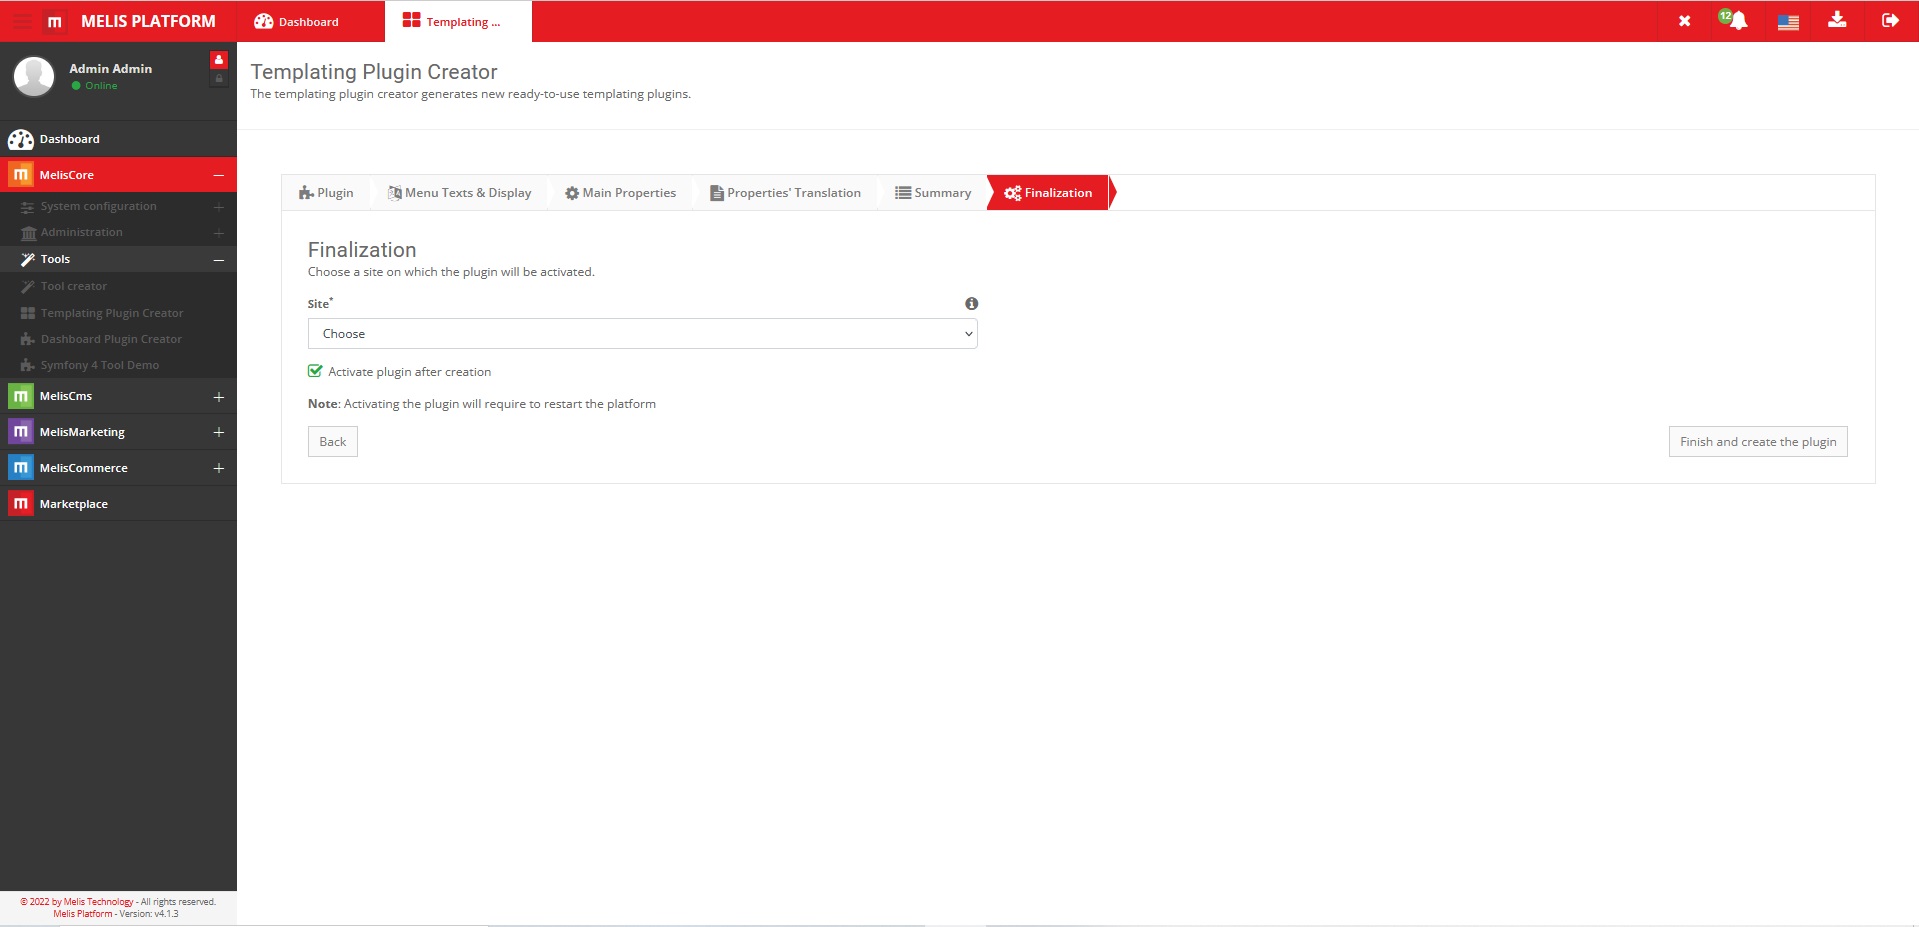 MELIS PLATFORM
Dashboard
Templating ...
12
Admin Admin
Online
Dashboard
MelisCore
System configuration
Administration
Tools
Tool creator
Templating Plugin Creator
Dashboard Plugin Creator
Symfony 4 Tool Demo
MelisCms
MelisMarketing
MelisCommerce
Marketplace
© 2022 by Melis Technology - All rights reserved.
Melis Platform - Version: v4.1.3
Templating Plugin Creator
The templating plugin creator generates new ready-to-use templating plugins.
Plugin
Menu Texts & Display
Main Properties
Properties' Translation
Summary
Finalization
Finalization
Choose a site on which the plugin will be activated.
Site*
Choose
Activate plugin after creation
Note: Activating the plugin will require to restart the platform
Back
Finish and create the plugin